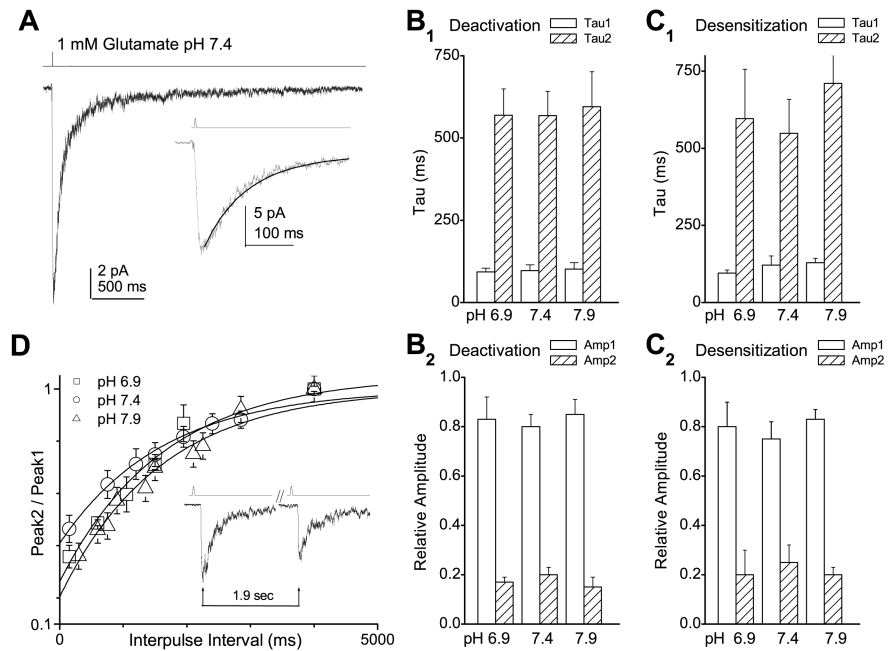 A
1 mM Glutamate pH 7.4
5 pA
100 ms
2 pA
500 ms
B1 Deactivation
Tau1
Tau2
750
500
250
0
Tau (ms)
pH 6.9 7.4 7.9
C1 Desensitization
Tau1
Tau2
750
500
250
0
Tau (ms)
pH 6.9 7.4 7.9
D
pH 6.9
pH 7.4
pH 7.9
1
0.1
Peak2 / Peak1
1.9 sec
0 5000
Interpulse Interval (ms)
B2 Deactivation
Amp1
Amp2
1.0
0.8
0.6
0.4
0.2
0.0
Relative Amplitude
pH 6.9 7.4 7.9
C2 Desensitization
Amp1
Amp2
1.0
0.8
0.6
0.4
0.2
0.0
Relative Amplitude
pH 6.9 7.4 7.9